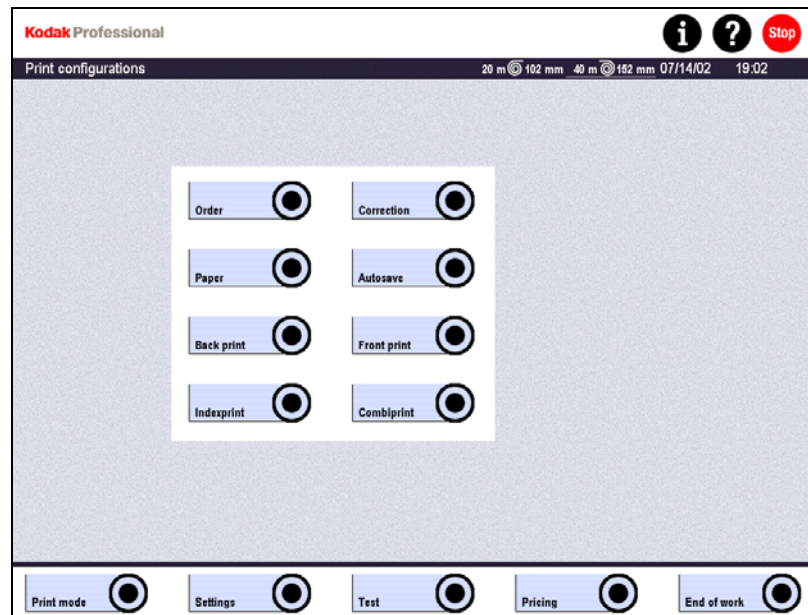 Kodak Professional
i ? Stop
Print configurations 20 m 102 mm 40 m 152 mm 07/14/02 19:02
Order Correction
Paper Autosave
Back print Front print
Indexprint Combiprint
Print mode Settings Test Pricing End of work